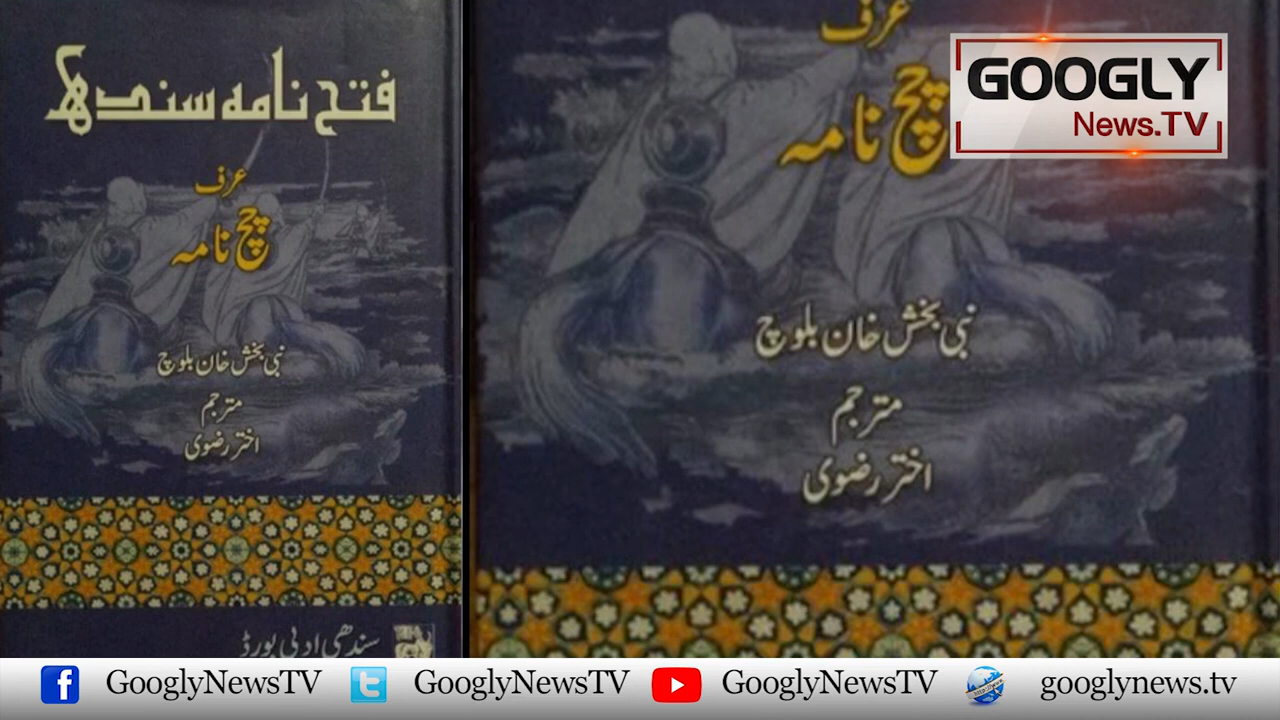 فتح نامہ سندھ
عرف
چچ نامہ
نبی بخش خان بلوچ
مترجم
اختر رضوی
سندھی ادبی بورڈ
عرف
چچ نامہ
نبی بخش خان بلوچ
مترجم
اختر رضوی
GOOGLY
News.TV
GooglyNewsTV
GooglyNewsTV
GooglyNewsTV
googlynews.tv